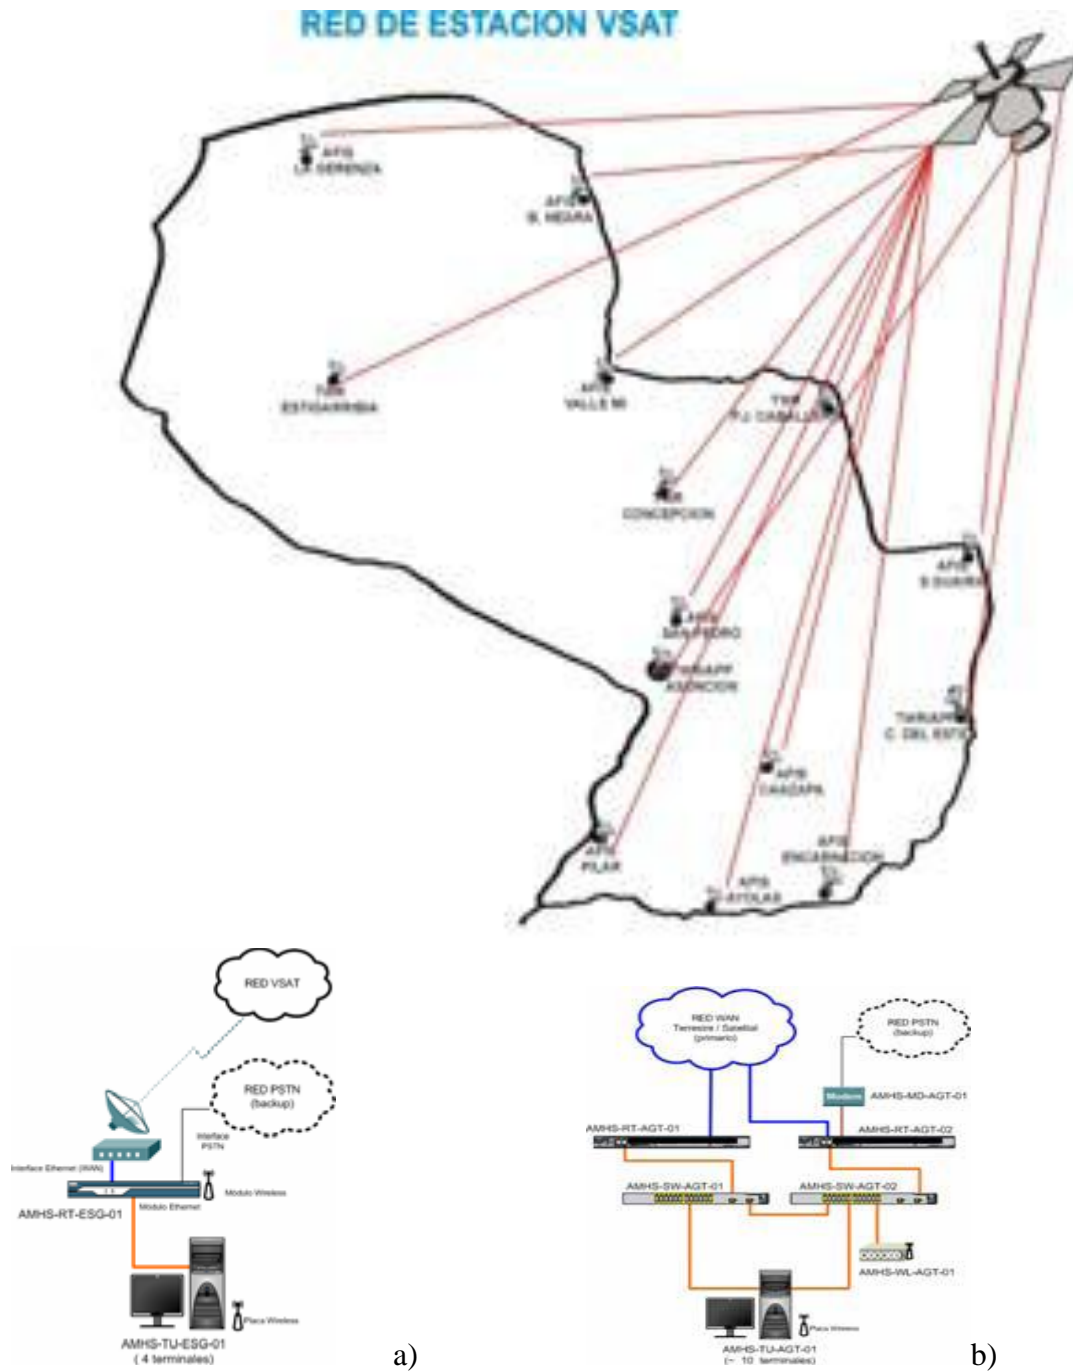 RED DE ESTACION VSAT
AFIS
LA GERENZA
AFIS
B. NEGRA
TWR
ESTIGARRIBIA
AFIS
VALLE MI
TWR
P.J. CABALL
TWR
CONCEPCION
AFIS
S.GUAIRA
AFIS
SAN PEDRO
TWR/APP
ASUNCION
TWR/APP
C. DEL ESTE
AFIS
CAAZAPA
AFIS
PILAR
AFIS
ENCARNACION
AFIS
AYOLAS
RED VSAT
RED PSTN
(backup)
Interface
PSTN
Interface Ethernet (WAN)
Modulo Wireless
Modulo Ethernet
AMHS-RT-ESG-01
Placa Wireless
AMHS-TU-ESG-01
( 4 terminales)
a)
RED WAN
Terrestre / Satelital
(primario)
RED PSTN
(backup)
Modem
AMHS-MD-AGT-01
AMHS-RT-AGT-01
AMHS-RT-AGT-02
AMHS-SW-AGT-01
AMHS-SW-AGT-02
AMHS-WL-AGT-01
Placa Wireless
AMHS-TU-AGT-01
(~ 10 terminales)
b)